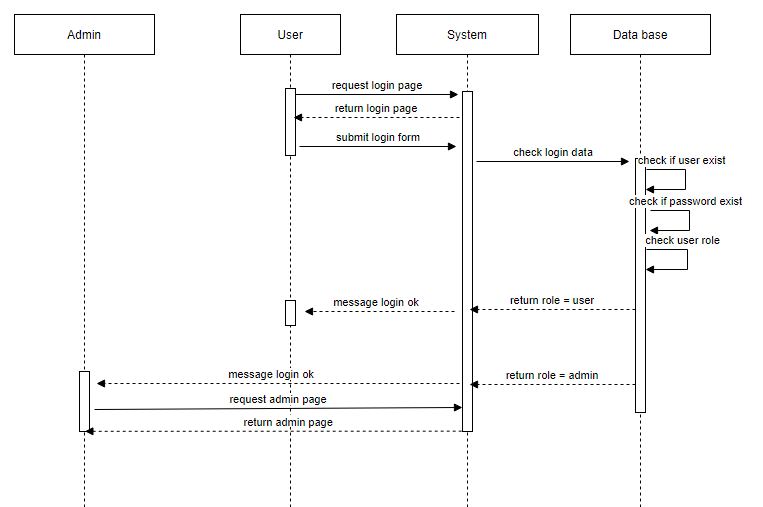 Admin
User
System
Data base
request login page
return login page
submit login form
check login data
check if user exist
check if password exist
check user role
return role = user
message login ok
message login ok
return role = admin
request admin page
return admin page